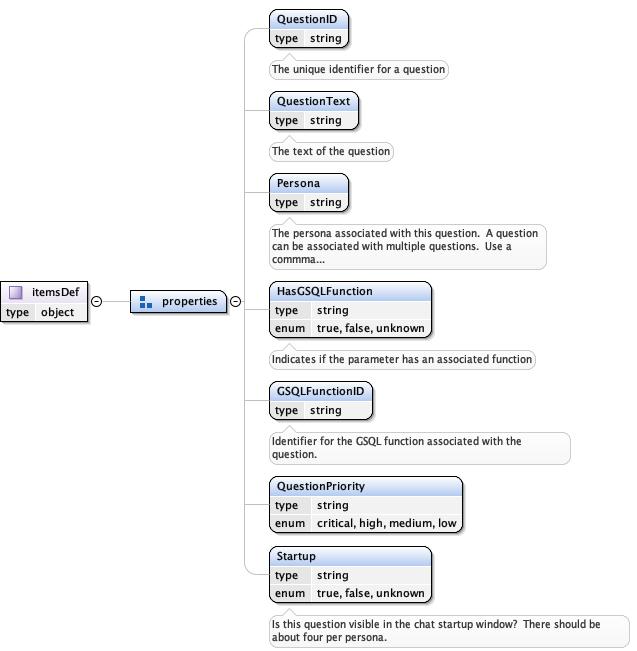 QuestionID
type string
The unique identifier for a question
QuestionText
type string
The text of the question
Persona
type string
The persona associated with this question. A question
can be associated with multiple questions. Use a
commma...
itemsDef
type object
properties
HasGSQLFunction
type string
enum true, false, unknown
Indicates if the parameter has an associated function
GSQLFunctionID
type string
Identifier for the GSQL function associated with the
question.
QuestionPriority
type string
enum critical, high, medium, low
Startup
type string
enum true, false, unknown
Is this question visible in the chat startup window? There should be
about four per persona.